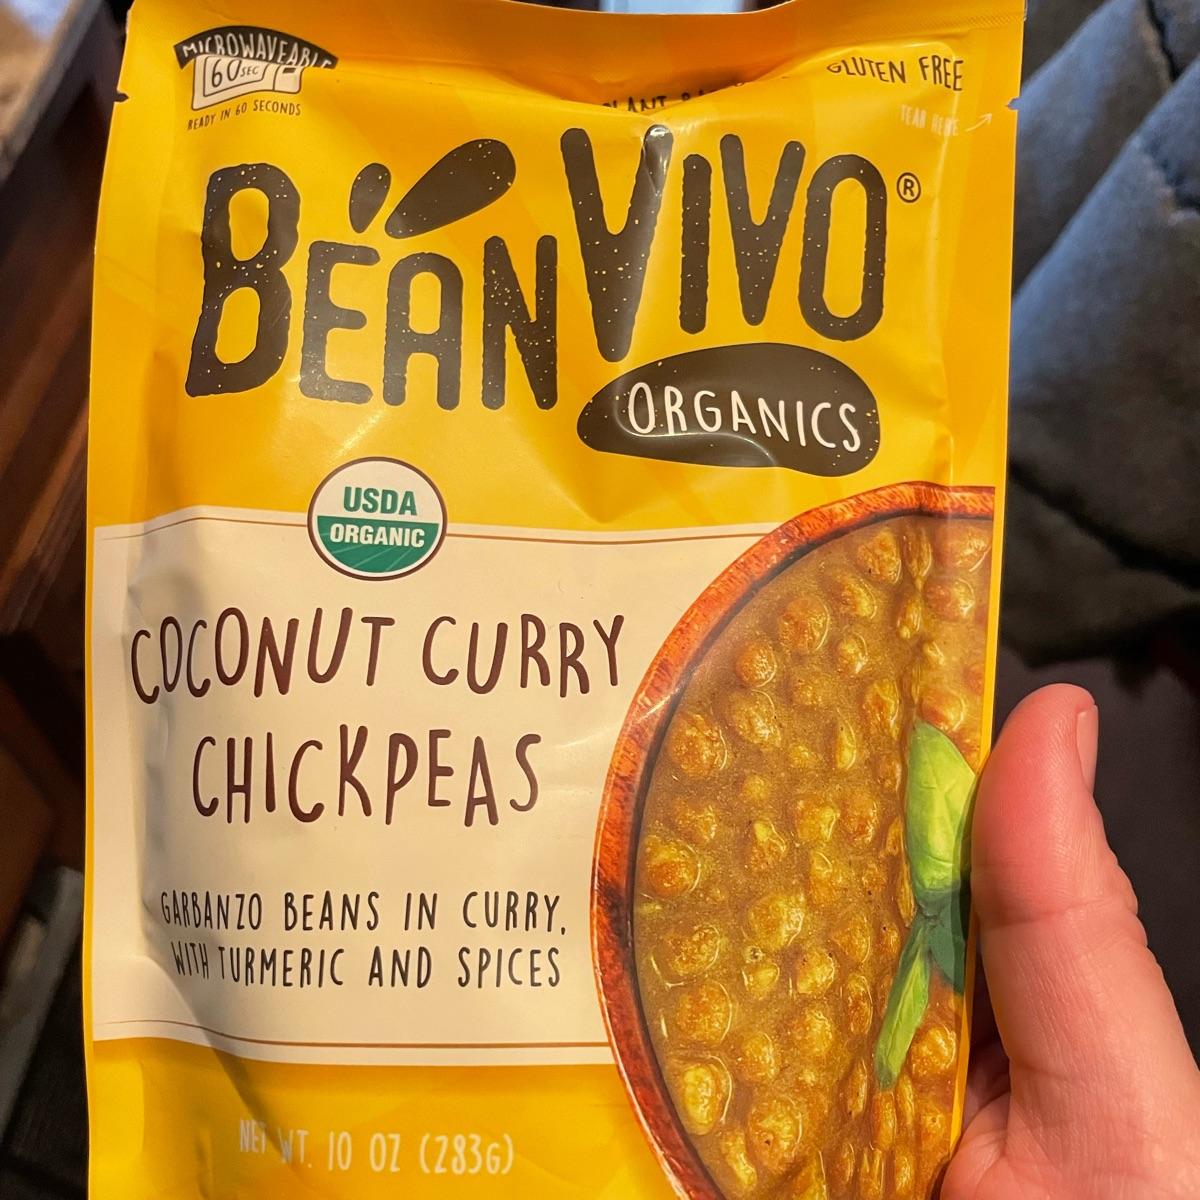 MICROWAVEABLE
60 SEC
READY IN 60 SECONDS
GLUTEN FREE
TEAR HERE
BEANVIVO®
ORGANICS
USDA
ORGANIC
COCONUT CURRY
CHICKPEAS
GARBANZO BEANS IN CURRY,
WITH TURMERIC AND SPICES
NET WT. 10 OZ (283G)